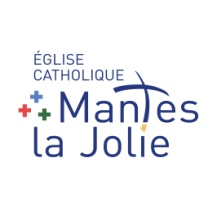 ÉGLISE
CATHOLIQUE
Mantes
la Jolie